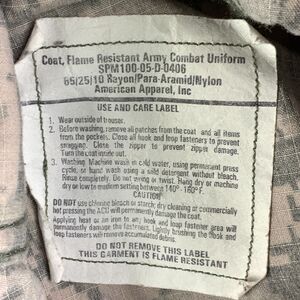 Coat, Flame Resistant Army Combat Uniform
SPM100-05-D-0406
65/25/10 Rayon/Para-Aramid/Nylon
American Apparel, Inc
USE AND CARE LABEL
1. Wear outside of trouser.
2. Before washing, remove all patches from the coat and all items
from the pockets. Close all hook and loop fasteners to prevent
snagging. Close the zipper to prevent zipper damage.
Turn the coat inside out.
3. Washing: Machine wash in cold water, using permanent press
cycle, or hand wash using a mild detergent without bleach.
Rinse completely. Do not wring or twist. Hang dry or machine
dry on low to medium setting between 140° -160°F.
CAUTION
DO NOT use chlorine bleach or starch; dry cleaning or commercially
hot pressing the ACU will permanently damage the coat.
Applying heat or an iron to any hook and loop fastener area will
permanently damage the fasteners. Lightly brushing the hook and
loop fasteners will remove accumulated debris.
DO NOT REMOVE THIS LABEL
THIS GARMENT IS FLAME RESISTANT